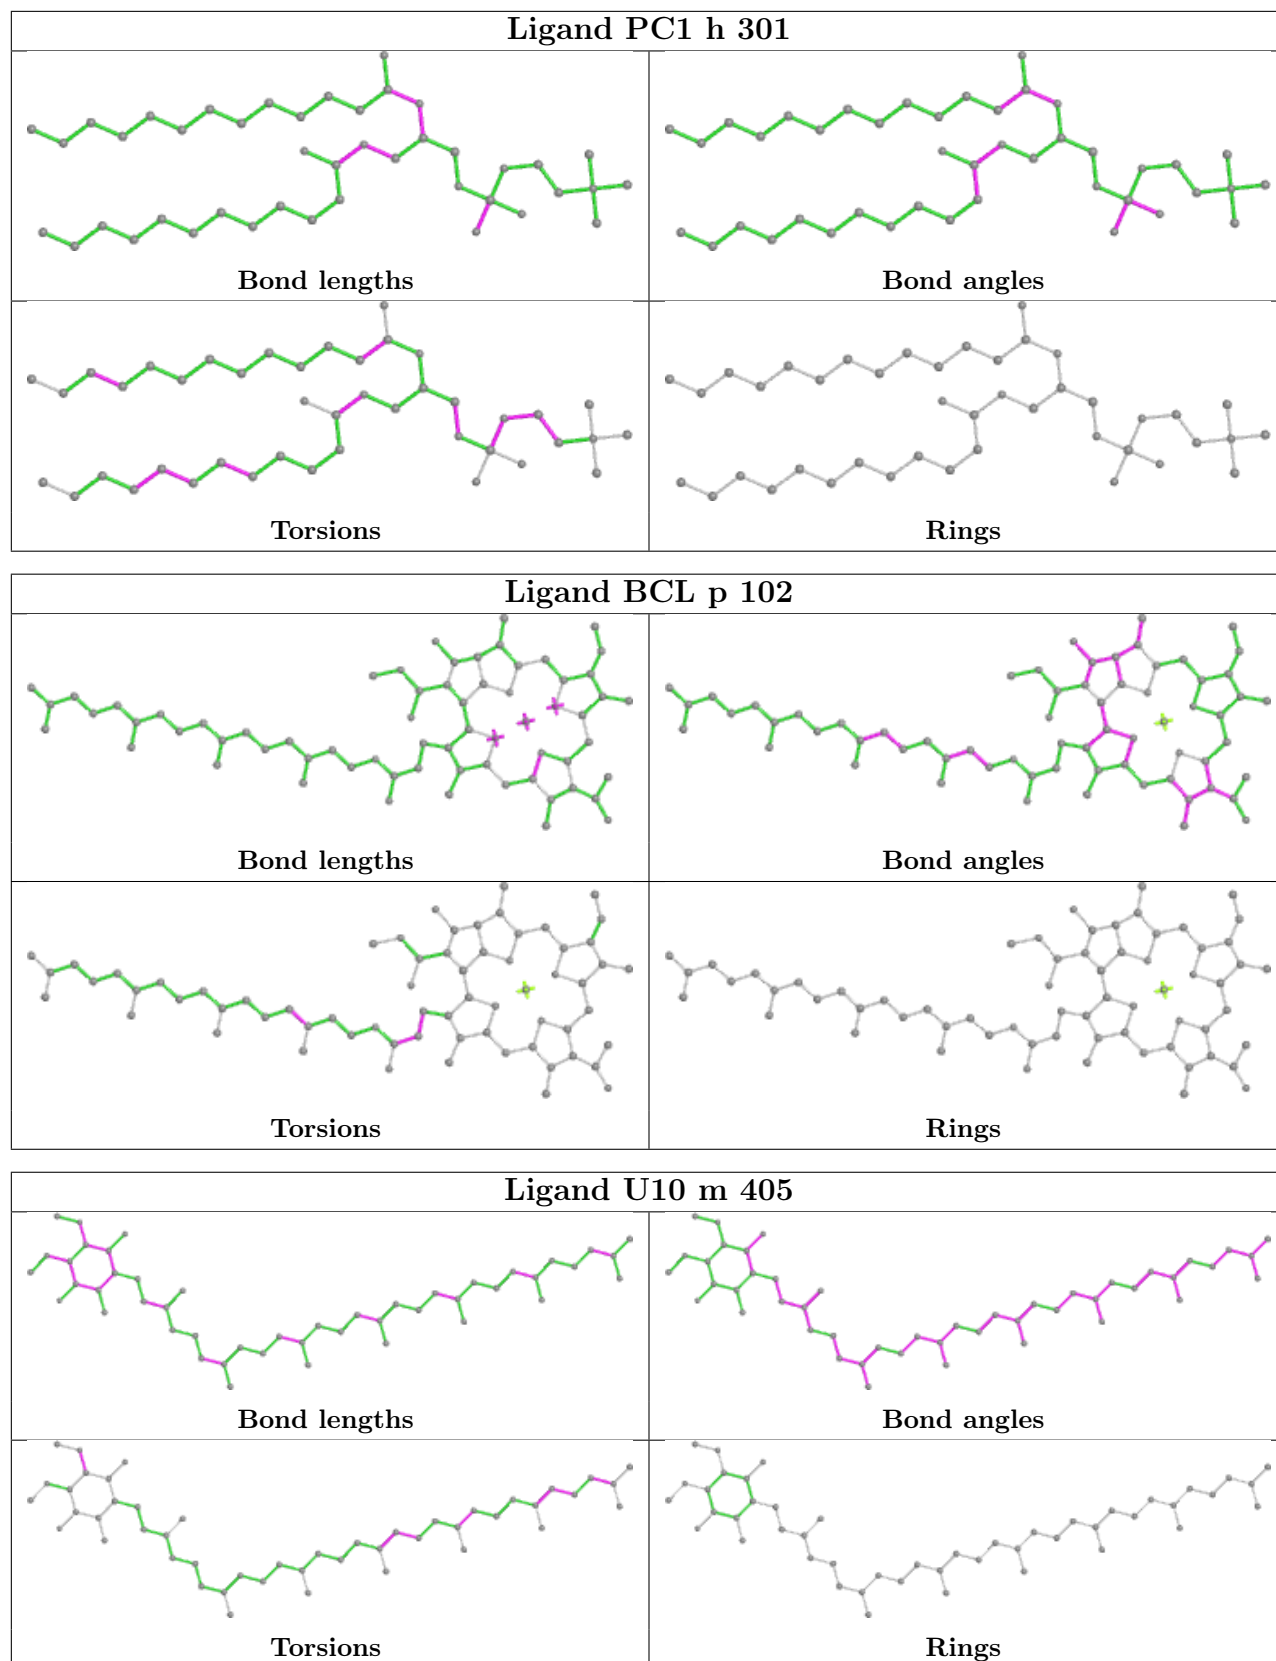 Ligand PC1 h 301
Bond lengths
Bond angles
Torsions
Rings
Ligand BCL p 102
Bond lengths
Bond angles
Torsions
Rings
Ligand U10 m 405
Bond lengths
Bond angles
Torsions
Rings